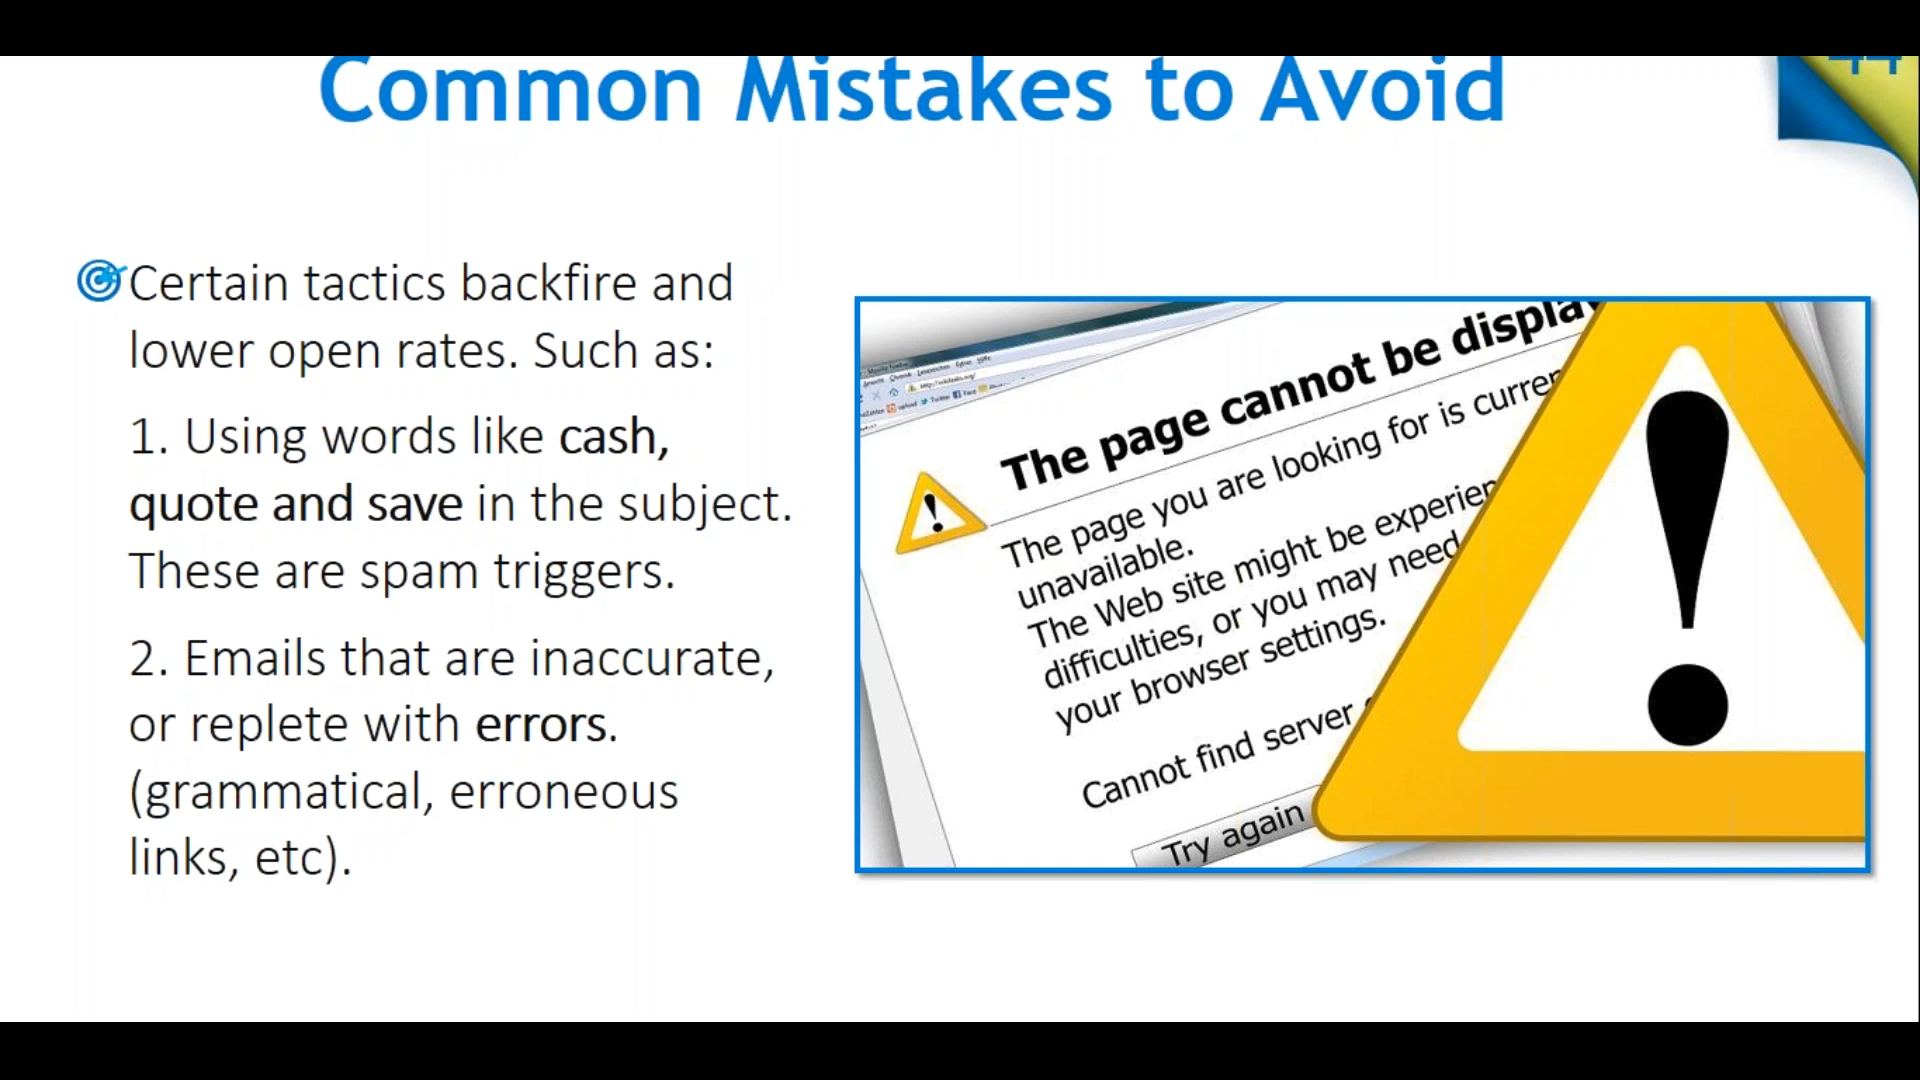 Common Mistakes to Avoid
44
Certain tactics backfire and
lower open rates. Such as:
1. Using words like cash,
quote and save in the subject.
These are spam triggers.
2. Emails that are inaccurate,
or replete with errors.
(grammatical, erroneous
links, etc).
The page cannot be display
The page you are looking for is curren
unavailable.
The Web site might be experien
difficulties, or you may need
your browser settings.
Cannot find server
Try again